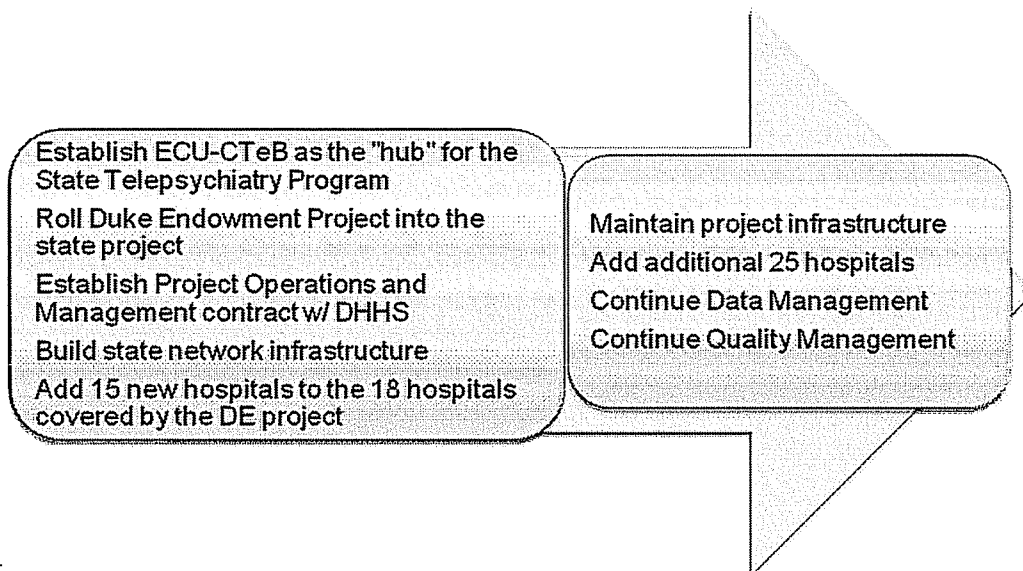 Establish ECU-CTeB as the "hub" for the
State Telepsychiatry Program
Roll Duke Endowment Project into the
state project
Establish Project Operations and
Management contract w/ DHHS
Build state network infrastructure
Add 15 new hospitals to the 18 hospitals
covered by the DE project
Maintain project infrastructure
Add additional 25 hospitals
Continue Data Management
Continue Quality Management